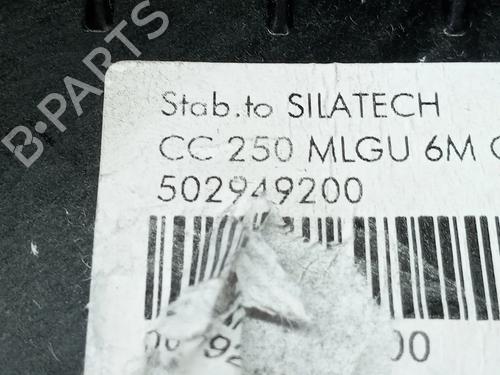 B-PARTS
Stab.to SILATECH
CC 250 MLGU 6M
502949200